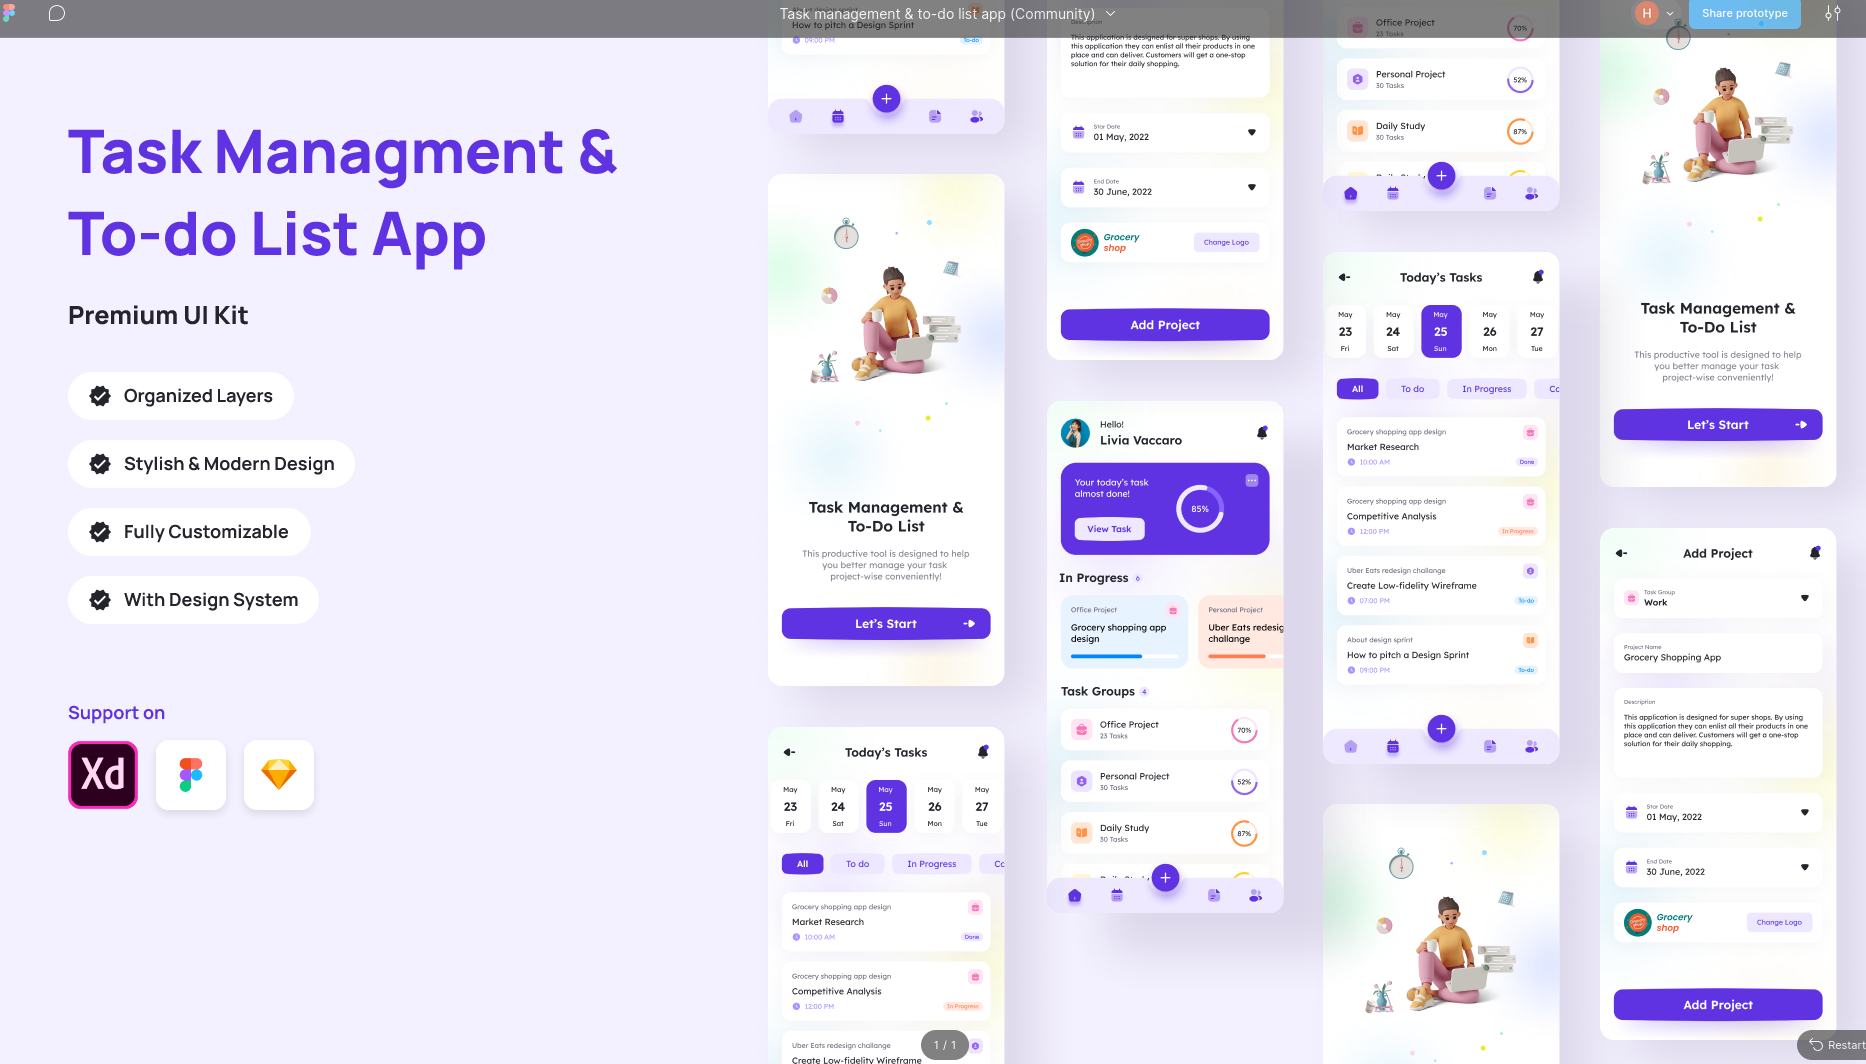 Task management & to-do list app (Community)
H
Share prototype
Task Managment &
To-do List App
Premium UI Kit
Organized Layers
Stylish & Modern Design
Fully Customizable
With Design System
Support on
Xd
About design sprint
How to pitch a Design Sprint
09:00 PM
To-do
Task Management &
To-Do List
This productive tool is designed to help
you better manage your task
project-wise conveniently!
Let's Start
Today's Tasks
May
23
Fri
May
24
Sat
May
25
Sun
May
26
Mon
May
27
Tue
All
To do
In Progress
Co
Grocery shopping app design
Market Research
10:00 AM
Done
Grocery shopping app design
Competitive Analysis
12:00 PM
In Progress
Uber Eats redesign challange
Create Low-fidelity Wireframe
1 / 1
Description
This application is designed for super shops. By using
this application they can enlist all their products in one
place and can deliver. Customers will get a one-stop
solution for their daily shopping.
Star Date
01 May, 2022
End Date
30 June, 2022
Grocery
shop
Change Logo
Add Project
Hello!
Livia Vaccaro
Your today's task
almost done!
View Task
85%
In Progress
6
Office Project
Grocery shopping app
design
Personal Project
Uber Eats redesig
challange
Task Groups
4
Office Project
23 Tasks
70%
Personal Project
30 Tasks
52%
Daily Study
30 Tasks
87%
Daily Study
Office Project
23 Tasks
70%
Personal Project
30 Tasks
52%
Daily Study
30 Tasks
87%
Daily Study
Today's Tasks
May
23
Fri
May
24
Sat
May
25
Sun
May
26
Mon
May
27
Tue
All
To do
In Progress
Co
Grocery shopping app design
Market Research
10:00 AM
Done
Grocery shopping app design
Competitive Analysis
12:00 PM
In Progress
Uber Eats redesign challange
Create Low-fidelity Wireframe
07:00 PM
To-do
About design sprint
How to pitch a Design Sprint
09:00 PM
To-do
Task Management &
To-Do List
This productive tool is designed to help
you better manage your task
project-wise conveniently!
Let's Start
Add Project
Task Group
Work
Project Name
Grocery Shopping App
Description
This application is designed for super shops. By using
this application they can enlist all their products in one
place and can deliver. Customers will get a one-stop
solution for their daily shopping.
Star Date
01 May, 2022
End Date
30 June, 2022
Grocery
shop
Change Logo
Add Project
Restart